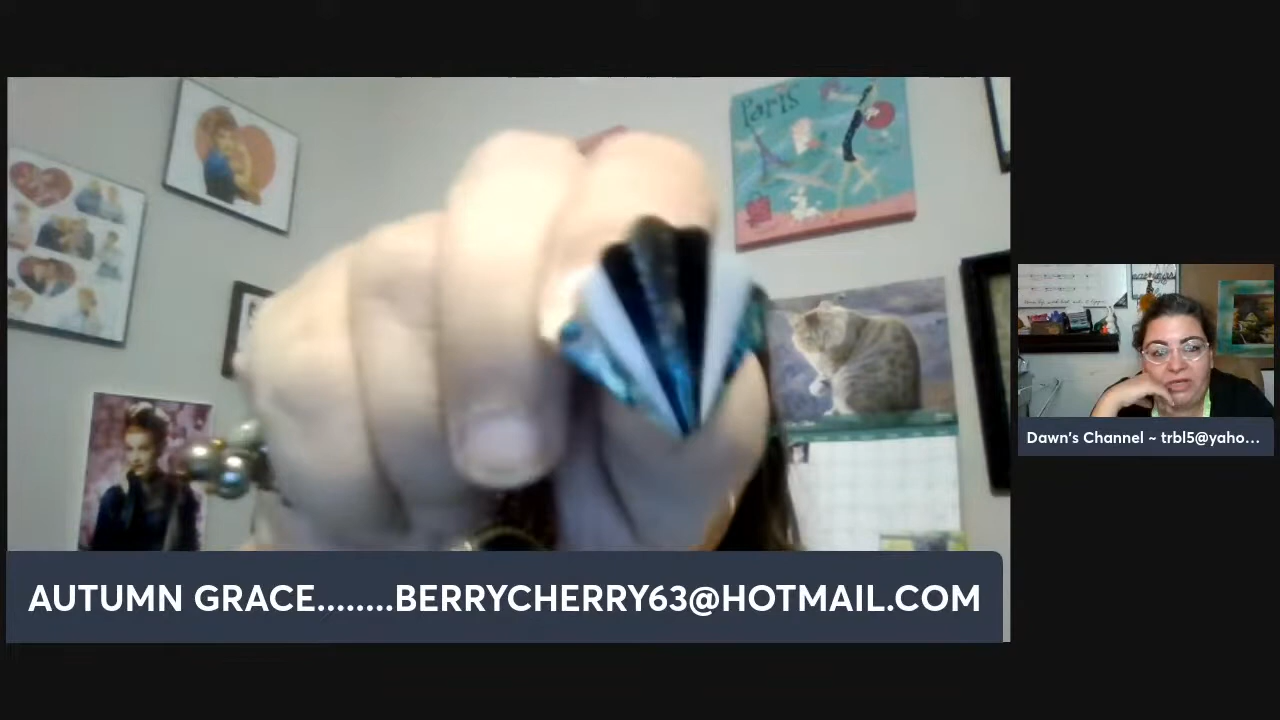 Paris
AUTUMN GRACE........BERRYCHERRY63@HOTMAIL.COM
Dawn's Channel ~ trbl5@yaho...